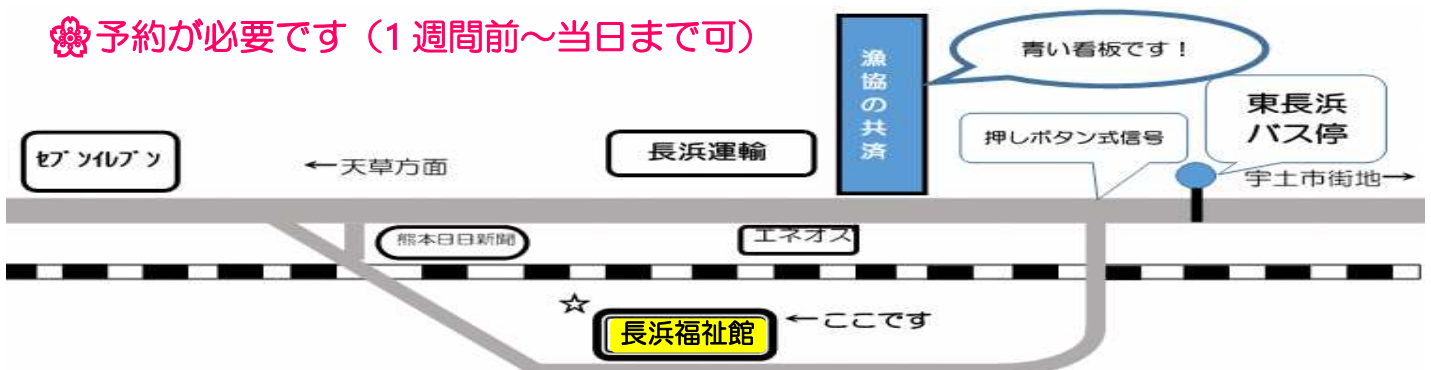 予約が必要です（1週間前～当日まで可）
漁協の共済
青い看板です！
東長浜
バス停
押しボタン式信号
ｾﾌﾞﾝｲﾚﾌﾞﾝ
←天草方面
長浜運輸
宇土市街地→
熊本日日新聞
エネオス
☆
長浜福祉館
←ここです